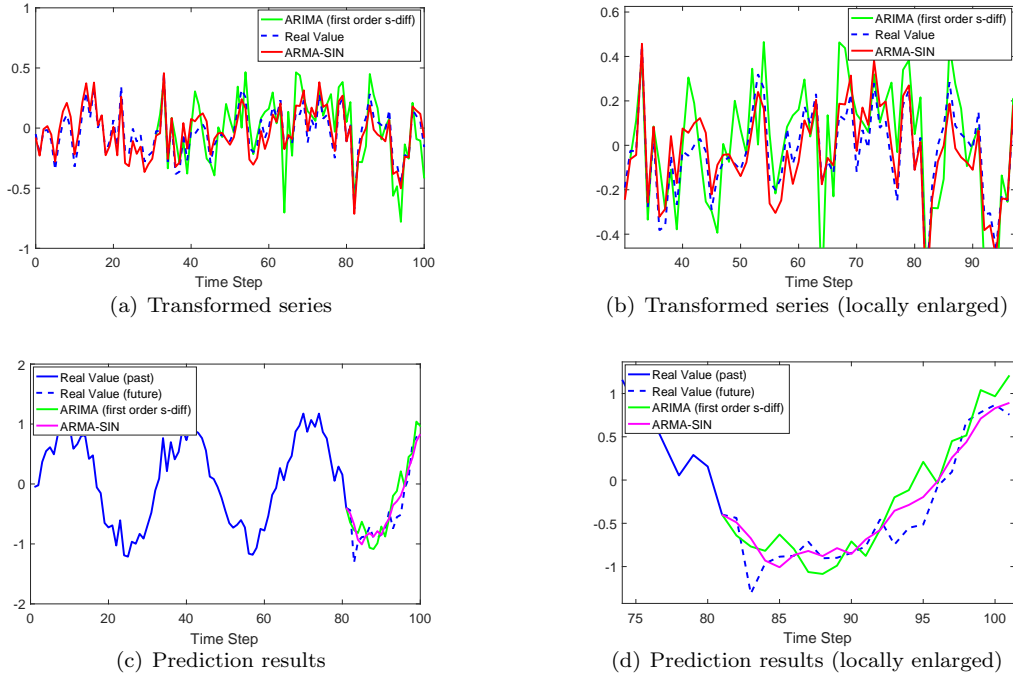 1
0.5
0
-0.5
-1
0
20
40
60
80
100
Time Step
ARIMA (first order s-diff)
Real Value
ARMA-SIN
(a) Transformed series
0.6
0.4
0.2
0
-0.2
-0.4
40
50
60
70
80
90
Time Step
ARIMA (first order s-diff)
Real Value
ARMA-SIN
(b) Transformed series (locally enlarged)
2
1
0
-1
-2
0
20
40
60
80
100
Time Step
Real Value (past)
Real Value (future)
ARIMA (first order s-diff)
ARMA-SIN
(c) Prediction results
1
0.5
0
-0.5
-1
75
80
85
90
95
100
Time Step
Real Value (past)
Real Value (future)
ARIMA (first order s-diff)
ARMA-SIN
(d) Prediction results (locally enlarged)